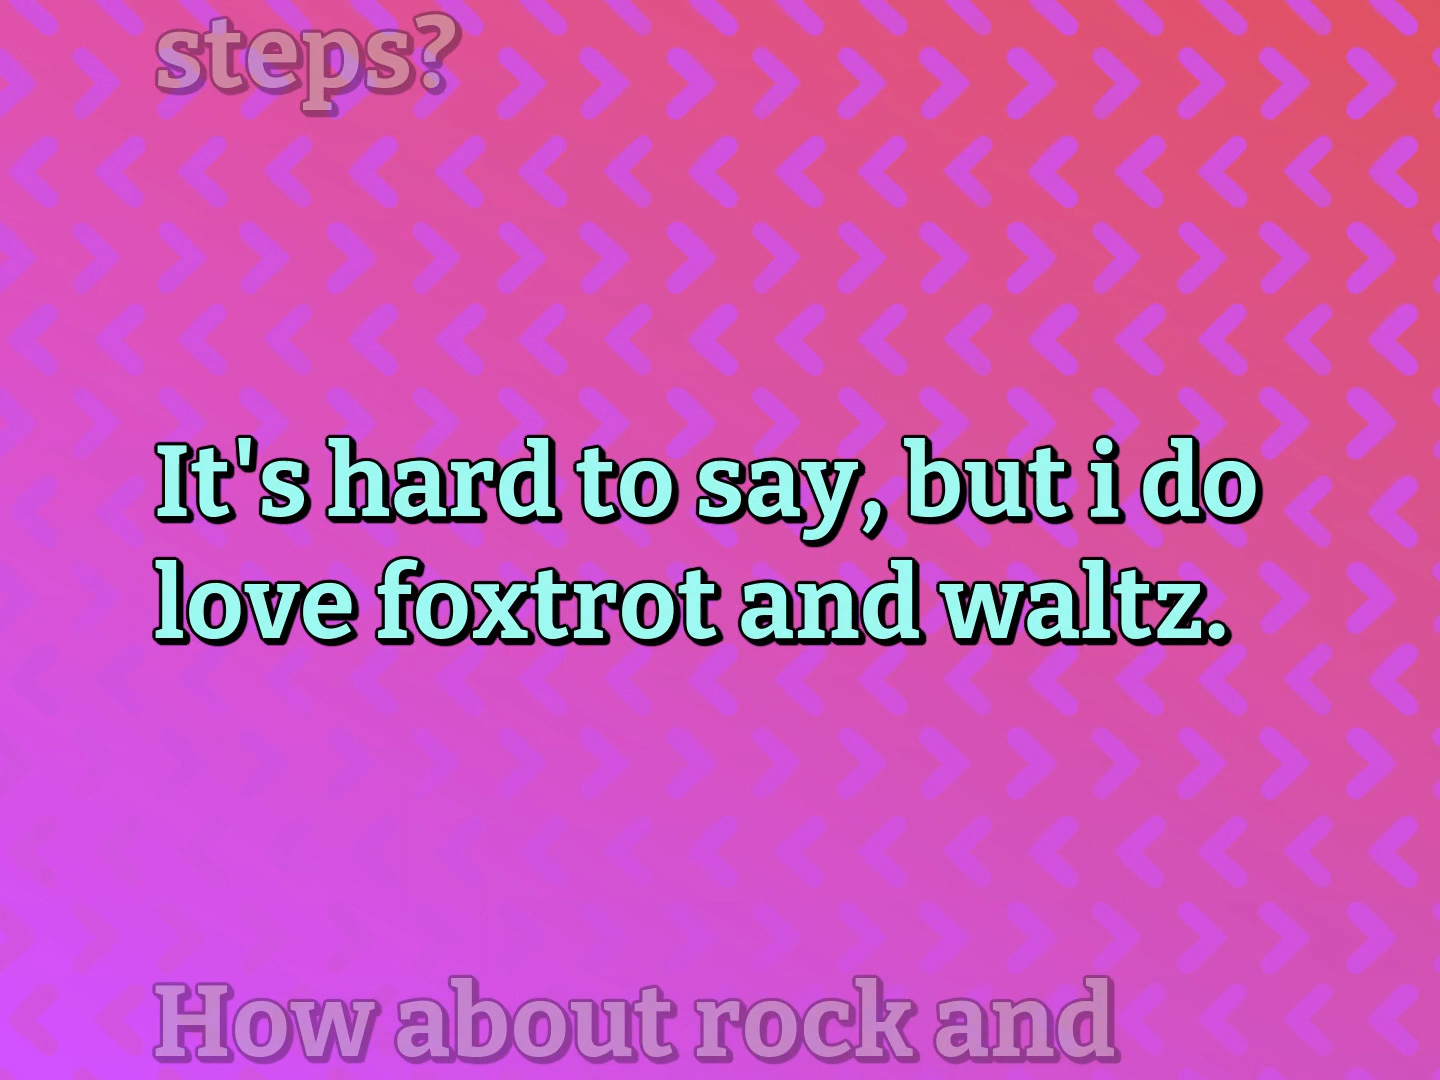 steps?
It's hard to say, but i do
love foxtrot and waltz.
How about rock and